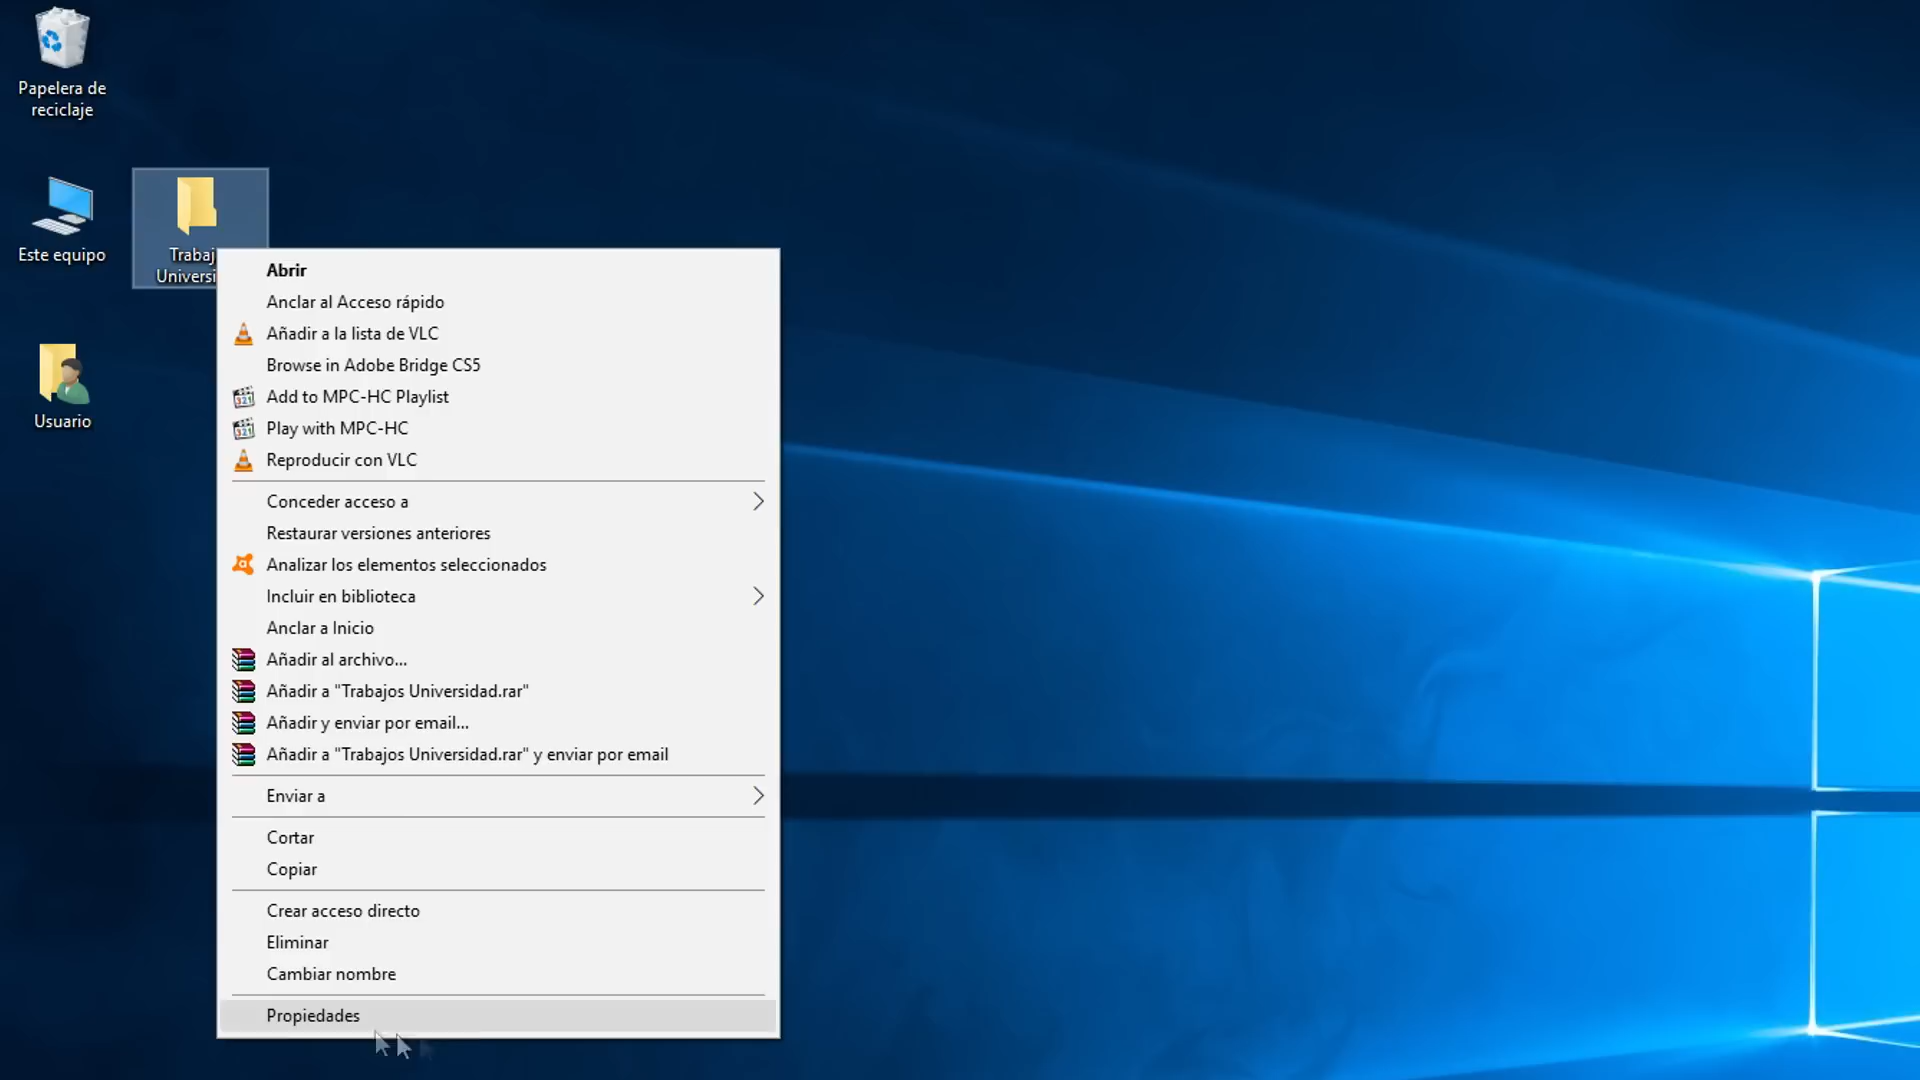 Papelera de
reciclaje
Este equipo
Usuario
Abrir
Anclar al Acceso rápido
Añadir a la lista de VLC
Browse in Adobe Bridge CS5
Add to MPC-HC Playlist
Play with MPC-HC
Reproducir con VLC
Conceder acceso a
Restaurar versiones anteriores
Analizar los elementos seleccionados
Incluir en biblioteca
Anclar a Inicio
Añadir al archivo...
Añadir a "Trabajos Universidad.rar"
Añadir y enviar por email...
Añadir a "Trabajos Universidad.rar" y enviar por email
Enviar a
Cortar
Copiar
Crear acceso directo
Eliminar
Cambiar nombre
Propiedades